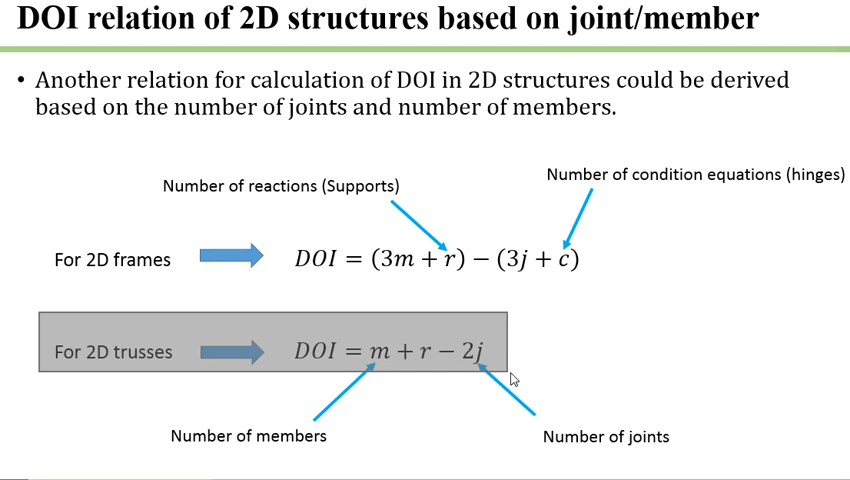 DOI relation of 2D structures based on joint/member
• Another relation for calculation of DOI in 2D structures could be derived
based on the number of joints and number of members.
Number of condition equations (hinges)
Number of reactions (Supports)
For 2D frames DOI = (3m + r) − (3j + c)
For 2D trusses DOI = m + r − 2j
Number of members
Number of joints